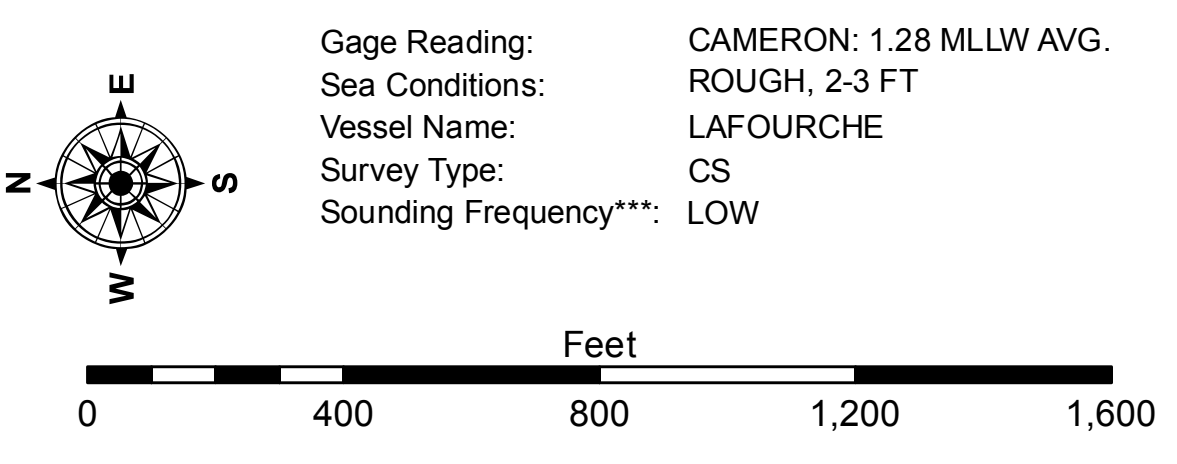 E
N
S
W
Gage Reading: CAMERON: 1.28 MLLW AVG.
Sea Conditions: ROUGH, 2-3 FT
Vessel Name: LAFOURCHE
Survey Type: CS
Sounding Frequency***: LOW
Feet
0 400 800 1,200 1,600